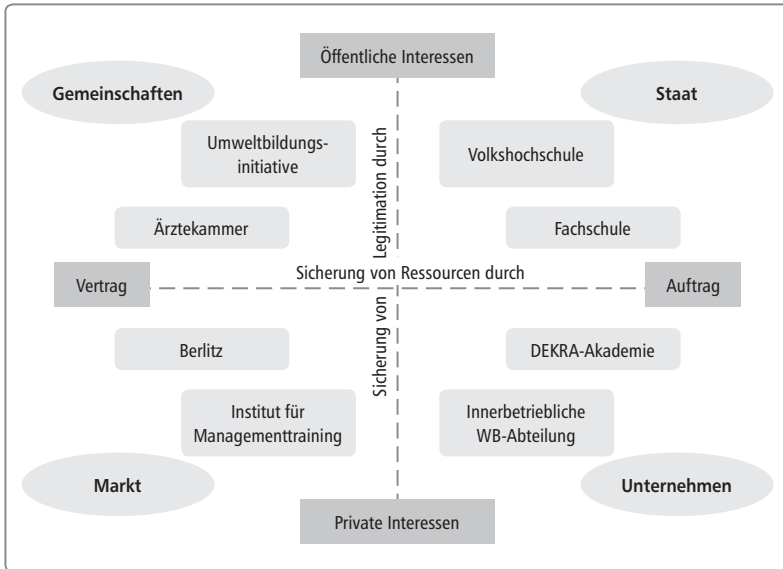 Öffentliche Interessen
Gemeinschaften
Staat
Umweltbildungs-
initiative
Volkshochschule
Legitimation durch
Ärztekammer
Fachschule
Sicherung von Ressourcen durch
Vertrag
Auftrag
Sicherung von
Berlitz
DEKRA-Akademie
Institut für
Managementtraining
Innerbetriebliche
WB-Abteilung
Markt
Unternehmen
Private Interessen